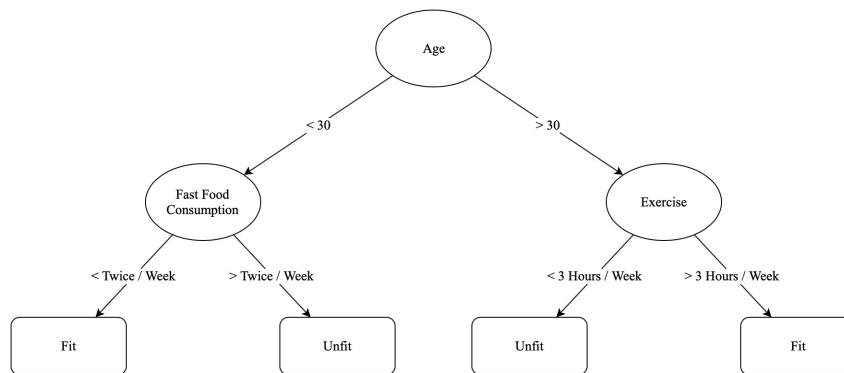 Age
< 30
> 30
Fast Food
Consumption
Exercise
< Twice / Week
> Twice / Week
< 3 Hours / Week
> 3 Hours / Week
Fit
Unfit
Unfit
Fit